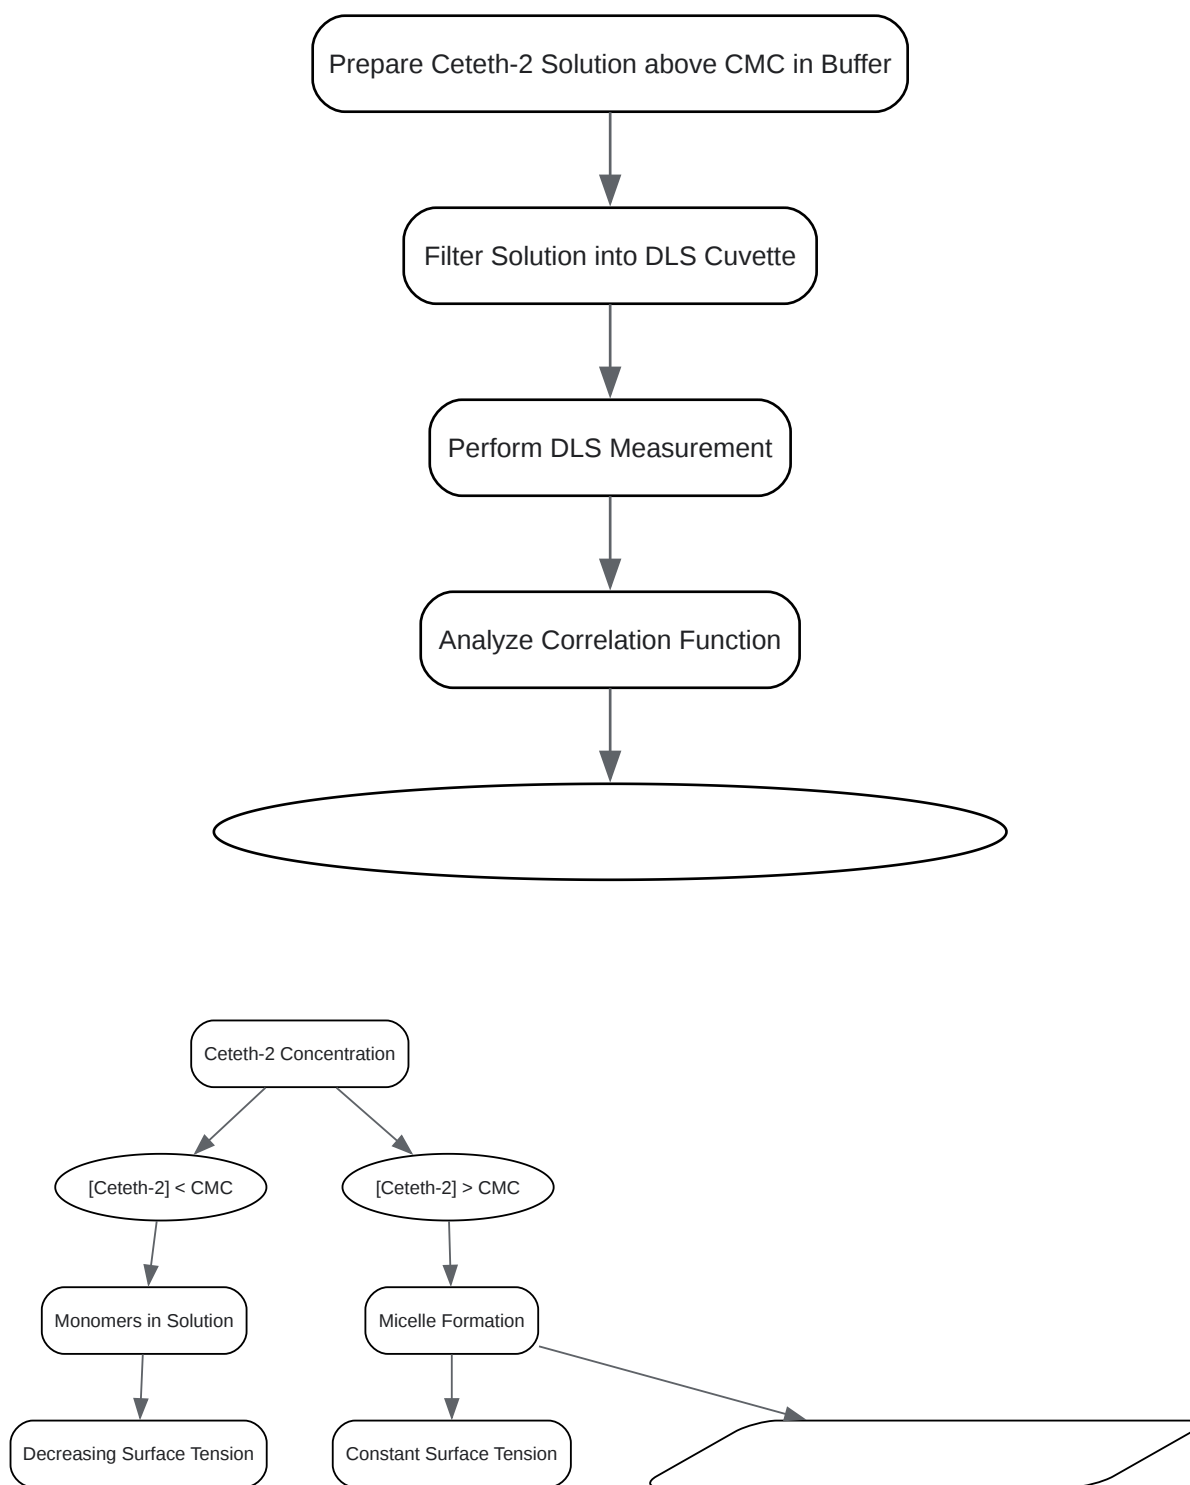 Prepare Ceteth-2 Solution above CMC in Buffer
Filter Solution into DLS Cuvette
Perform DLS Measurement
Analyze Correlation Function
Ceteth-2 Concentration
[Ceteth-2] < CMC
[Ceteth-2] > CMC
Monomers in Solution
Micelle Formation
Decreasing Surface Tension
Constant Surface Tension